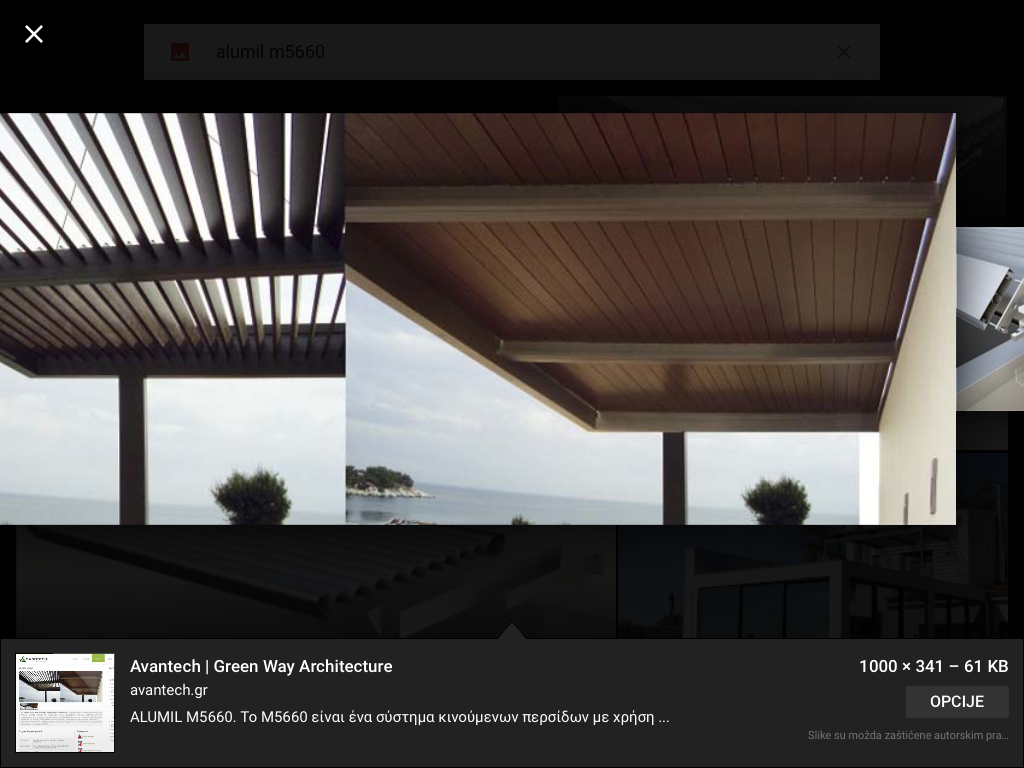 alumil m5660
Avantech | Green Way Architecture
1000 × 341 – 61 KB
avantech.gr
OPCIJE
ALUMIL M5660. Το M5660 είναι ένα σύστημα κινούμενων περσίδων με χρήση ...
Slike su možda zaštićene autorskim pra...